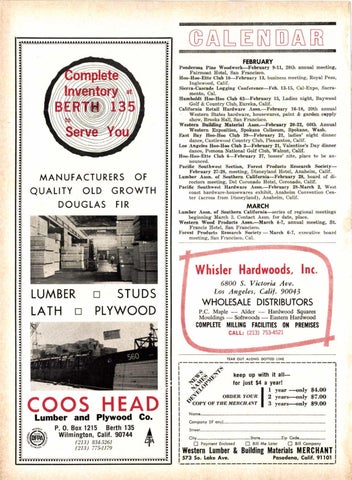 Complete
Inventory at
BERTH 135
Serve You
MANUFACTURERS OF
QUALITY OLD GROWTH
DOUGLAS FIR
LUMBER □ STUDS
LATH □ PLYWOOD
560
COOS HEAD
Lumber and Plywood Co.
P. O. Box 1215 Berth 135
Wilmington, Calif. 90744
(213) 834-5261
(213) 775-1179
CALENDAR
FEBRUARY
Ponderosa Pine Woodwork—February 9-11, 20th annual meeting,
Fairmont Hotel, San Francisco.
Hoo-Hoo-Ette Club 10—February 13, business meeting, Royal Pose,
Inglewood, Calif.
Sierra-Cascade Logging Conference—Feb. 13-15, Cal-Expo, Sacramento, Cal.
Humboldt Hoo-Hoo Club 63—February 15, Ladies night, Baywood
Golf & Country Club, Eureka, Calif.
California Retail Hardware Assn.—February 16-18, 20th annual
Western States hardware, housewares, paint & garden supply
show, Brooks Hall, San Francisco.
Western Building Material Assn.—February 20-22, 60th Annual
Western Exposition, Spokane Coliseum, Spokane, Wash.
East Bay Hoo-Hoo Club 39—February 21, ladies' night dinner
dance, Castlewood Country Club, Pleasanton, Calif.
Los Angeles Hoo-Hoo Club 2—February 21, Valentine's Day dinner
dance, Pomona National Golf Club, Walnut, Calif.
Hoo-Hoo-Ette Club 6—February 27, bosses' nite, place to be announced.
Pacific Southwest Section, Forest Products Research Society—
February 27-28, meeting, Disneyland Hotel, Anaheim, Calif.
Lumber Assn. of Southern California—February 28, board of directors meeting, Del Coronado Hotel, Coronado, Calif.
Pacific Southwest Hardware Assn.—February 28-March 2, West
coast hardware-housewares exhibit, Anaheim Convention Center (across from Disneyland), Anaheim.
MARCH
Lumber Assn. of Southern California—series of regional meetings
beginning March 3. Contact Assn. for date, place.
Western Wood Products Assn.—March 4-7, annual meeting, St.
Francis Hotel, San Francisco.
Forest Products Research Society—March 6-7, executive board
meeting, San Francisco, Cal.
Whisler Hardwoods, Inc.
6800 S. Victoria Ave.
Los Angeles, Calif. 90043
WHOLESALE DISTRIBUTORS
P.C. Maple — Alder — Hardwood Squares
Mouldings — Softwoods — Eastern Hardwood
COMPLETE MILLING FACILITIES ON PREMISES
CALL: (213) 753-4521
TEAR OUT ALONG DOTTED LINE
NEWS
FEATURES
DEVELOPMENTS
keep up with it all—
for just $4 a year!
ORDER YOUR
COPY OF THE MERCHANT
1 year—only $4.00
2 years—only $7.00
3 years—only $9.00
Name
Company (if any)
Street
City State Zip Code
□ Payment Enclosed □ Bill Me Later □ Bill Company
Western Lumber & Building Materials MERCHANT
573 So. Lake Ave. Pasadena, Calif. 91101